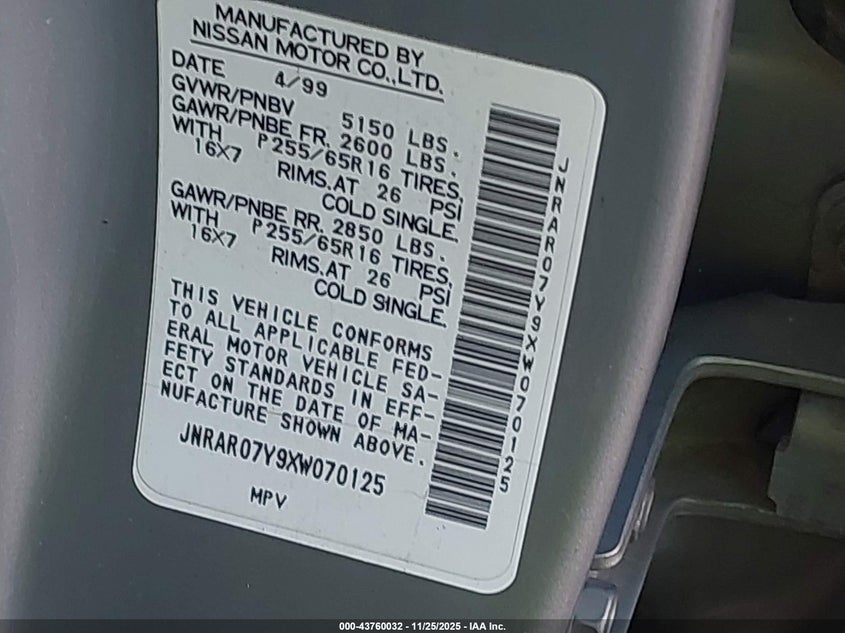 MANUFACTURED BY
NISSAN MOTOR CO.,LTD.
DATE 4/99
GVWR/PNBV 5150 LBS.
GAWR/PNBE FR. 2600 LBS.
WITH P255/65R16 TIRES,
16X7 RIMS.AT 26 PSI
COLD SINGLE.
GAWR/PNBE RR. 2850 LBS.
WITH P255/65R16 TIRES,
16X7 RIMS.AT 26 PSI
COLD SINGLE.
THIS VEHICLE CONFORMS
TO ALL APPLICABLE FED-
ERAL MOTOR VEHICLE SA-
FETY STANDARDS IN EFF-
ECT ON THE DATE OF MA-
NUFACTURE SHOWN ABOVE.
JNRAR07Y9XW070125
MPV
JNRAR07Y9XW070125
000-43760032 - 11/25/2025 - IAA Inc.